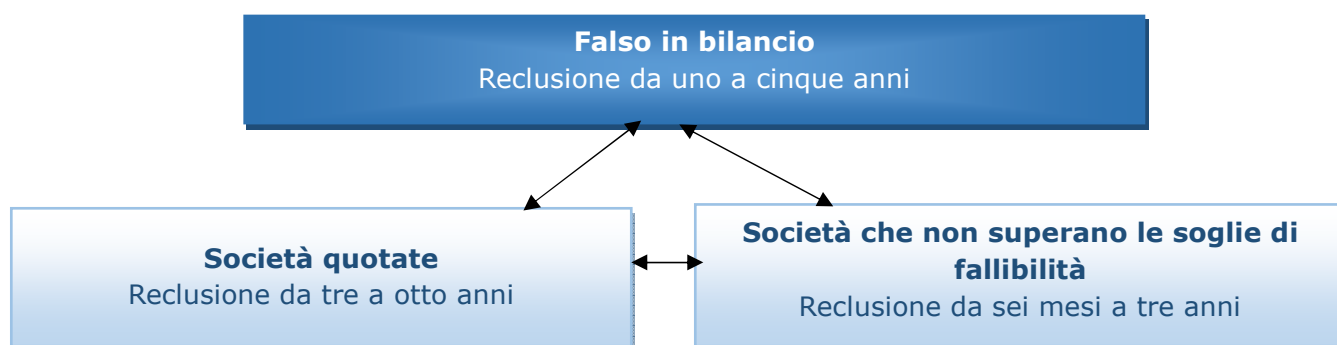 Falso in bilancio
Reclusione da uno a cinque anni
Società quotate
Reclusione da tre a otto anni
Società che non superano le soglie di
fallibilità
Reclusione da sei mesi a tre anni